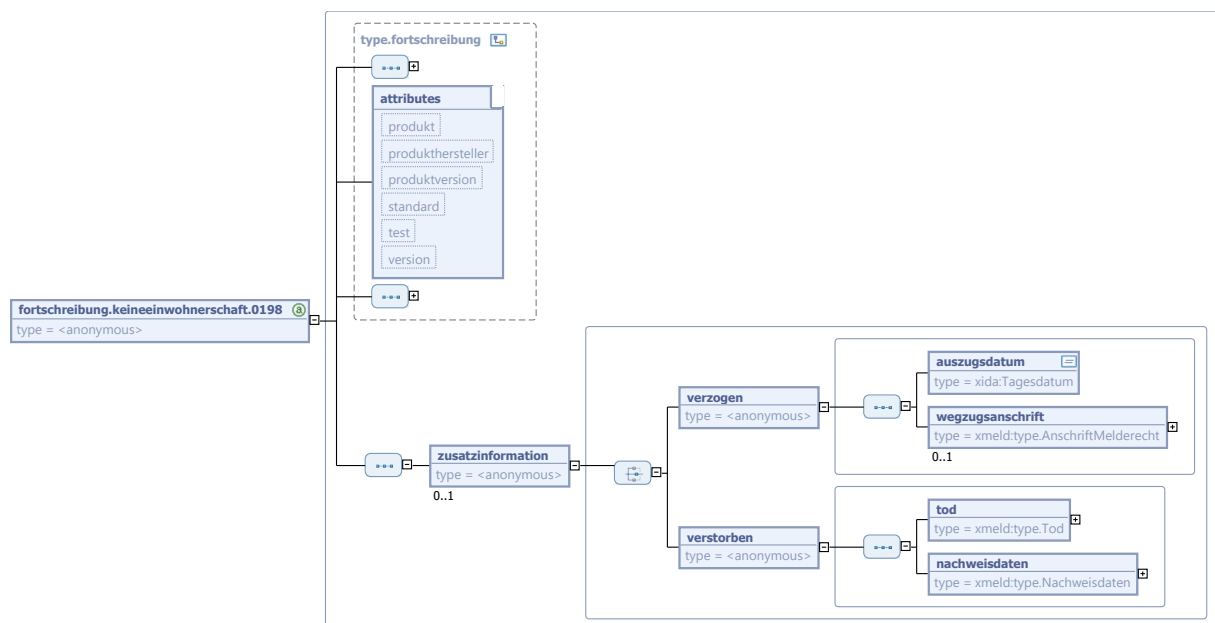 type.fortschreibung
attributes
produkt
produkthersteller
produktversion
standard
test
version
fortschreibung.keineeinwohnerschaft.0198 a
type = <anonymous>
zusatzinformation
type = <anonymous>
0..1
verzogen
type = <anonymous>
auszugsdatum
type = xida:Tagesdatum
wegzugsanschrift
type = xmeld:type.AnschriftMelderecht
0..1
verstorben
type = <anonymous>
tod
type = xmeld:type.Tod
nachweisdaten
type = xmeld:type.Nachweisdaten